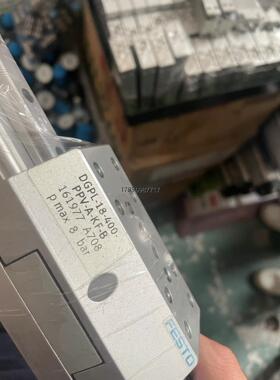 DGPL-18-400-
PPV-A-KF-B
161977 A708
p max 8 bar
FESTO